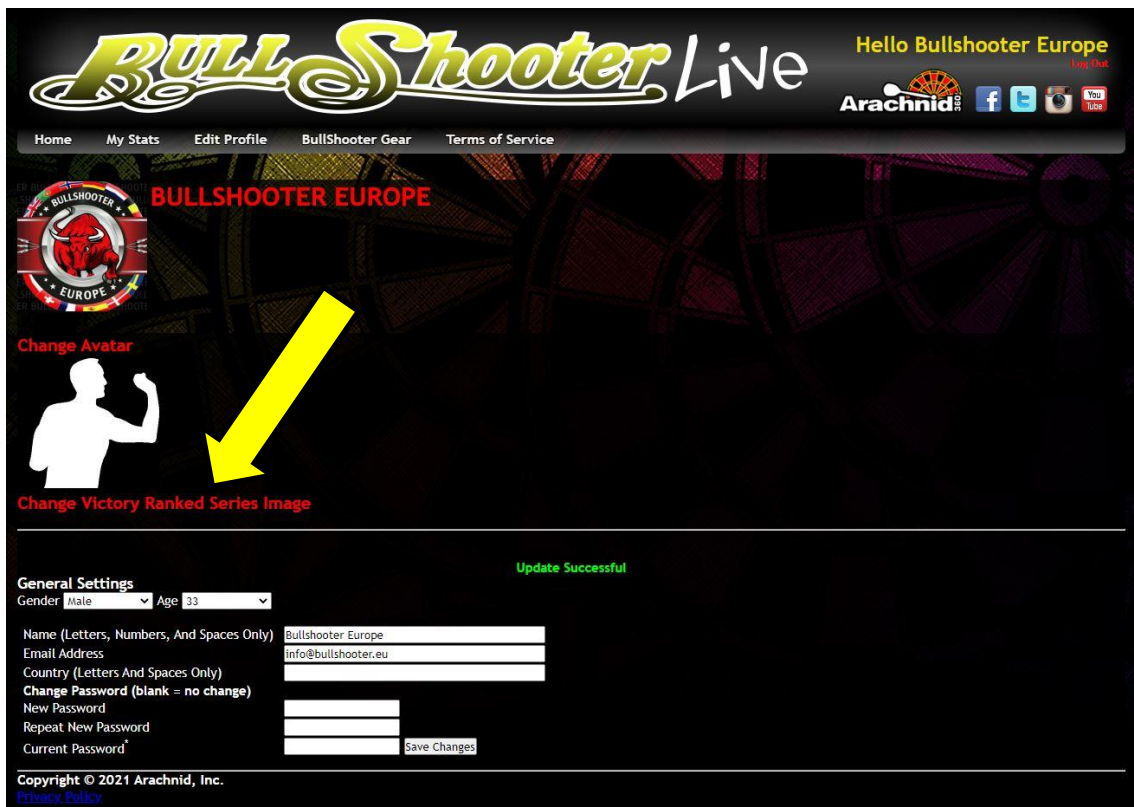 BullShooter Live
Hello Bullshooter Europe
Log Out
Arachnid 360
You Tube
Home My Stats Edit Profile BullShooter Gear Terms of Service
BULLSHOOTER EUROPE
BULLSHOOTER
EUROPE
Change Avatar
Change Victory Ranked Series Image
Update Successful
General Settings
Gender Male Age 33
Name (Letters, Numbers, And Spaces Only) Bullshooter Europe
Email Address info@bullshooter.eu
Country (Letters And Spaces Only)
Change Password (blank = no change)
New Password
Repeat New Password
Current Password* Save Changes
Copyright © 2021 Arachnid, Inc.
Privacy Policy